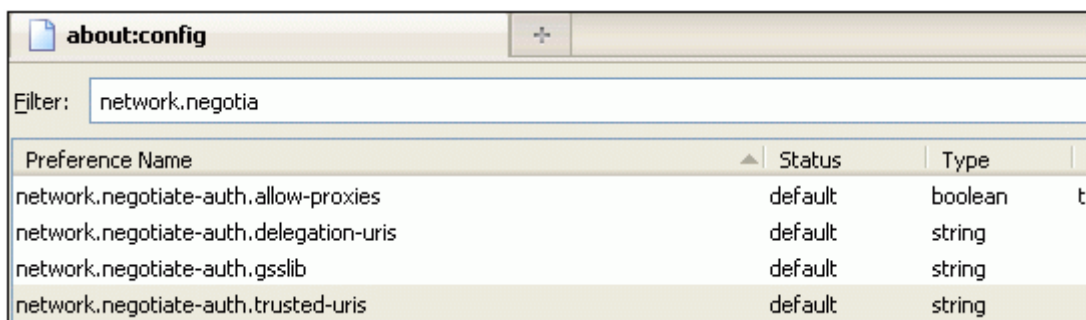 about:config
Filter: network.negotia
Preference Name Status Type
network.negotiate-auth.allow-proxies default boolean t
network.negotiate-auth.delegation-uris default string
network.negotiate-auth.gsslib default string
network.negotiate-auth.trusted-uris default string